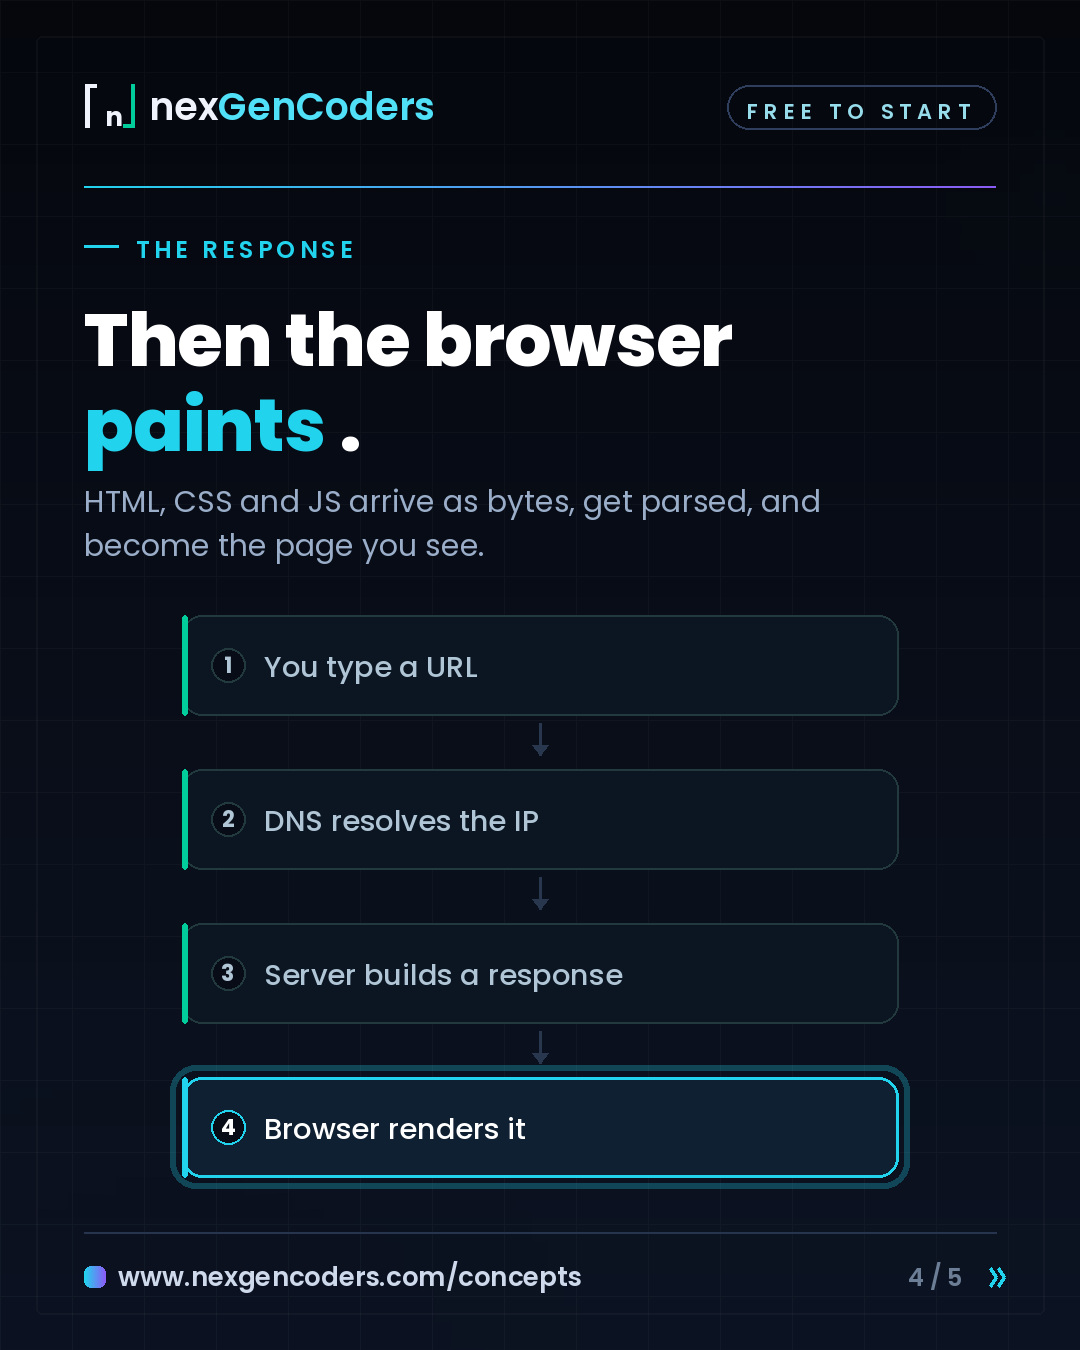 n nexGenCoders
FREE TO START
THE RESPONSE
Then the browser
paints .
HTML, CSS and JS arrive as bytes, get parsed, and
become the page you see.
1 You type a URL
2 DNS resolves the IP
3 Server builds a response
4 Browser renders it
www.nexgencoders.com/concepts
4 / 5 »